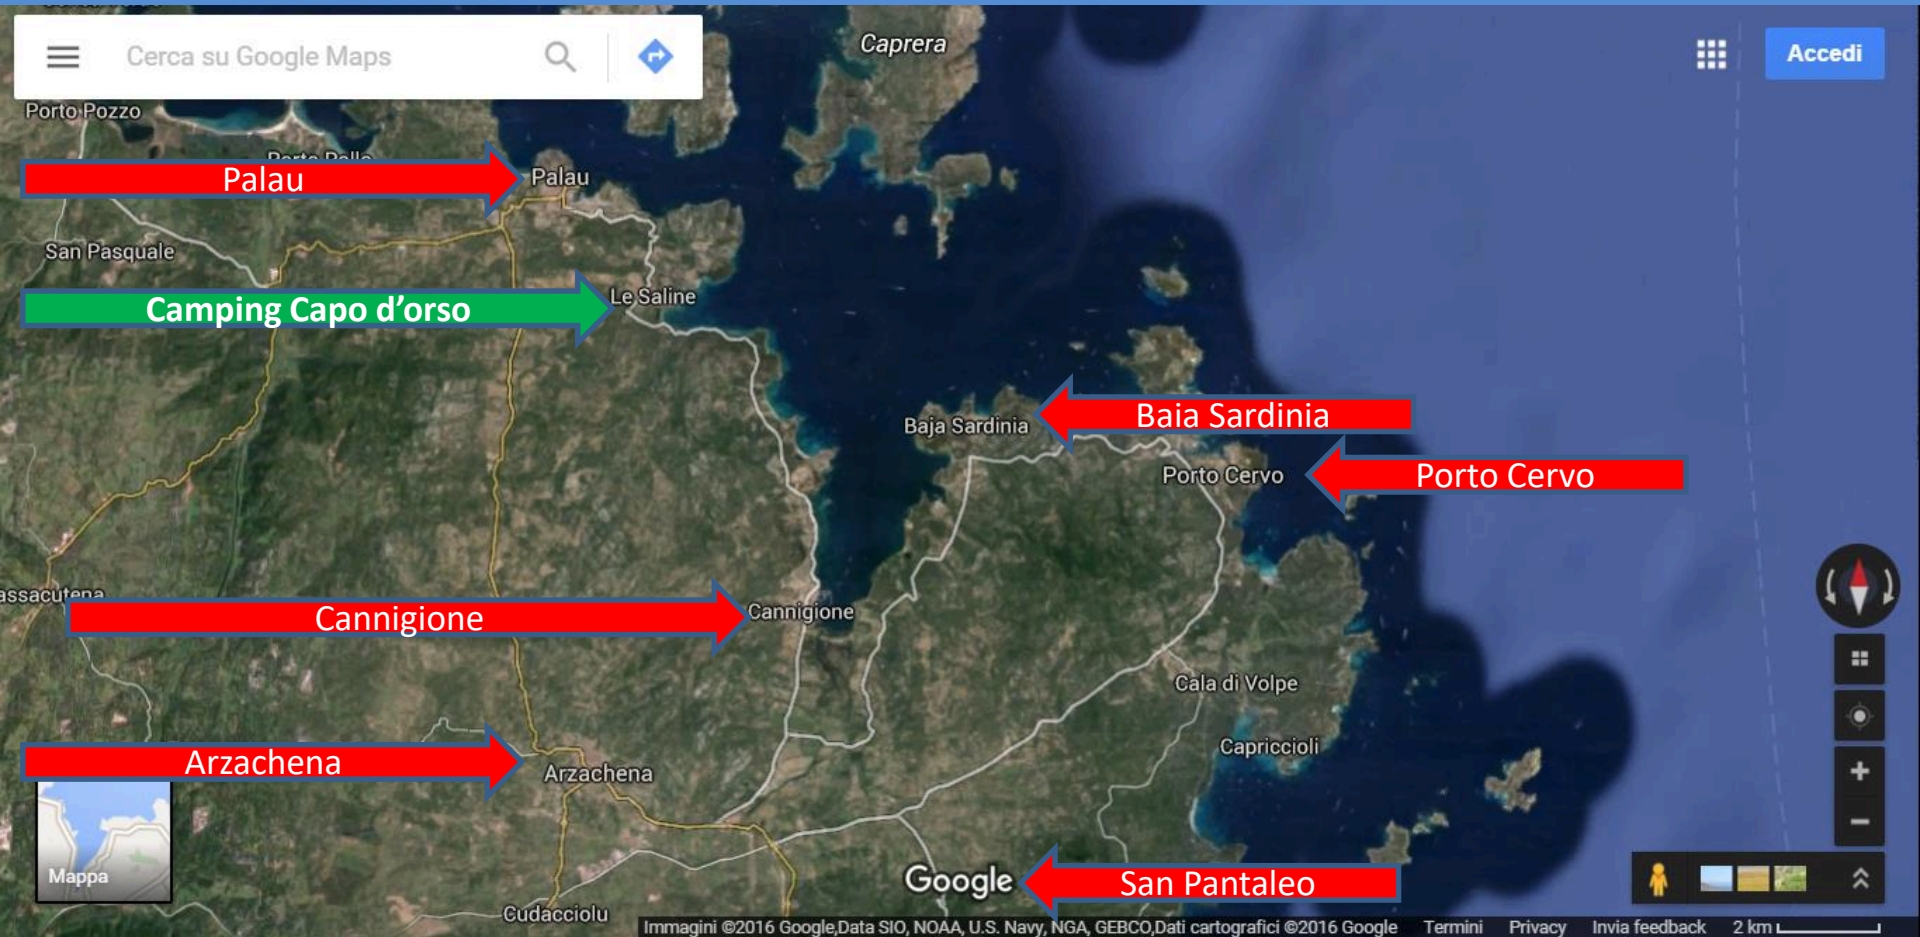 Cerca su Google Maps
Caprera
Accedi
Porto Pozzo
Palau
Palau
San Pasquale
Le Saline
Camping Capo d'orso
Baja Sardinia
Baia Sardinia
Porto Cervo
Porto Cervo
Cannigione
Cannigione
Cala di Volpe
Capriccioli
Arzachena
Arzachena
Mappa
Google
San Pantaleo
Cudacciolu
Immagini ©2016 Google,Data SIO, NOAA, U.S. Navy, NGA, GEBCO,Dati cartografici ©2016 Google Termini Privacy Invia feedback 2 km